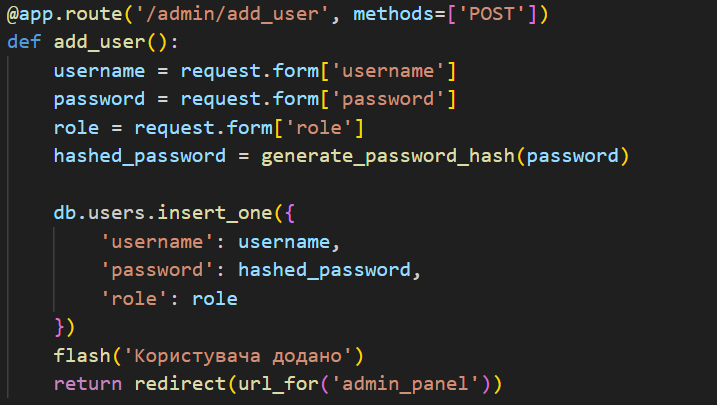 @app.route('/admin/add_user', methods=['POST'])
def add_user():
    username = request.form['username']
    password = request.form['password']
    role = request.form['role']
    hashed_password = generate_password_hash(password)

    db.users.insert_one({
        'username': username,
        'password': hashed_password,
        'role': role
    })
    flash('Користувача додано')
    return redirect(url_for('admin_panel'))